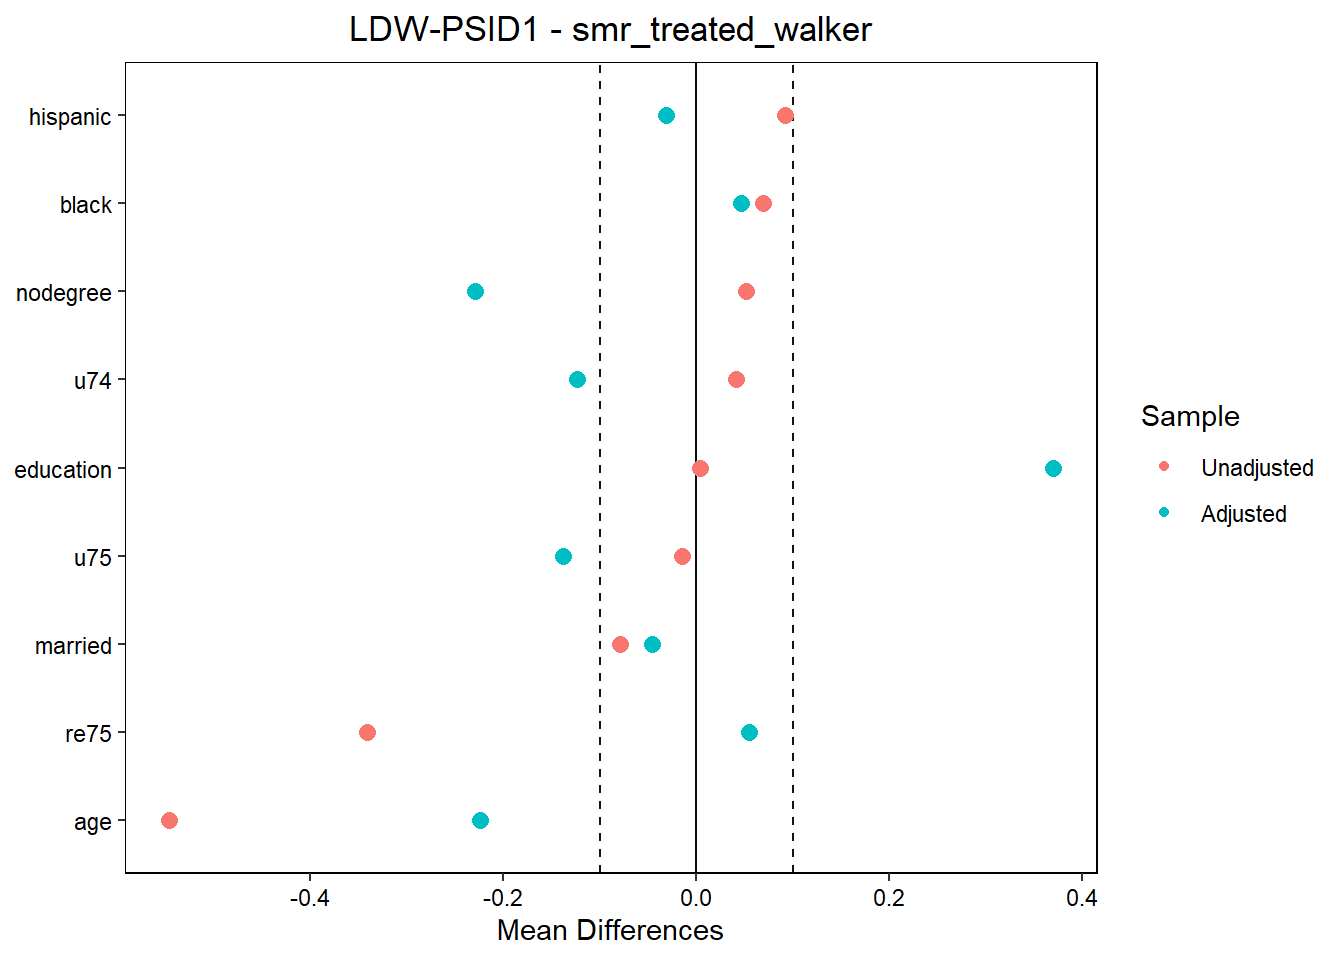 LDW-PSID1 - smr_treated_walker
hispanic
black
nodegree
u74
education
u75
married
re75
age
-0.4 -0.2 0.0 0.2 0.4
Mean Differences
Sample
Unadjusted
Adjusted